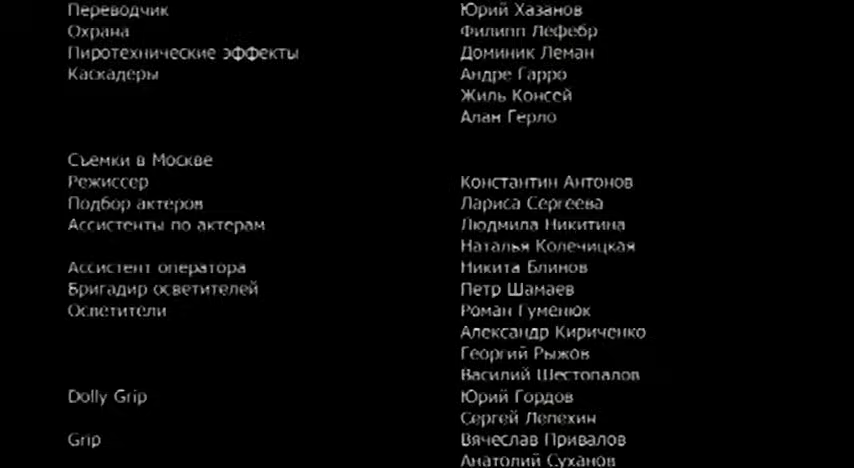 Переводчик Юрий Хазанов
Охрана Филипп Лефебр
Пиротехнические эффекты Доминик Леман
Каскадеры Андре Гарро
Жиль Консей
Алан Герло
Съемки в Москве
Режиссер Константин Антонов
Подбор актеров Лариса Сергеева
Ассистенты по актерам Людмила Никитина
Наталья Колечицкая
Ассистент оператора Никита Блинов
Бригадир осветителей Петр Шамаев
Осветители Роман Гуменюк
Александр Кириченко
Георгий Рыжов
Василий Шестопалов
Dolly Grip Юрий Гордов
Сергей Лепехин
Grip Вячеслав Привалов
Анатолий Суханов